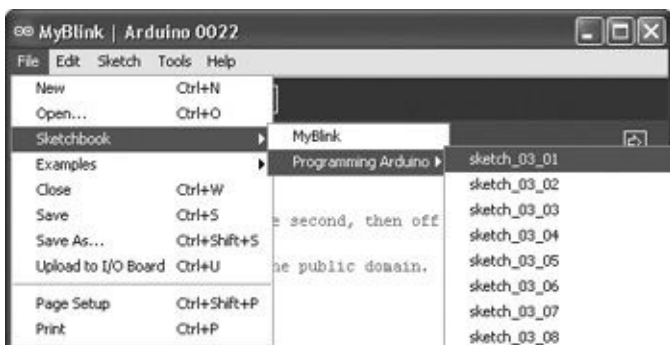 MyBlink | Arduino 0022
File Edit Sketch Tools Help
New Ctrl+N
Open... Ctrl+O
Sketchbook
Examples
Close Ctrl+W
Save Ctrl+S
Save As... Ctrl+Shift+S
Upload to I/O Board Ctrl+U
Page Setup Ctrl+Shift+P
Print Ctrl+P
MyBlink
Programming Arduino
sketch_03_01
sketch_03_02
sketch_03_03
sketch_03_04
sketch_03_05
sketch_03_06
sketch_03_07
sketch_03_08
second, then off
public domain.